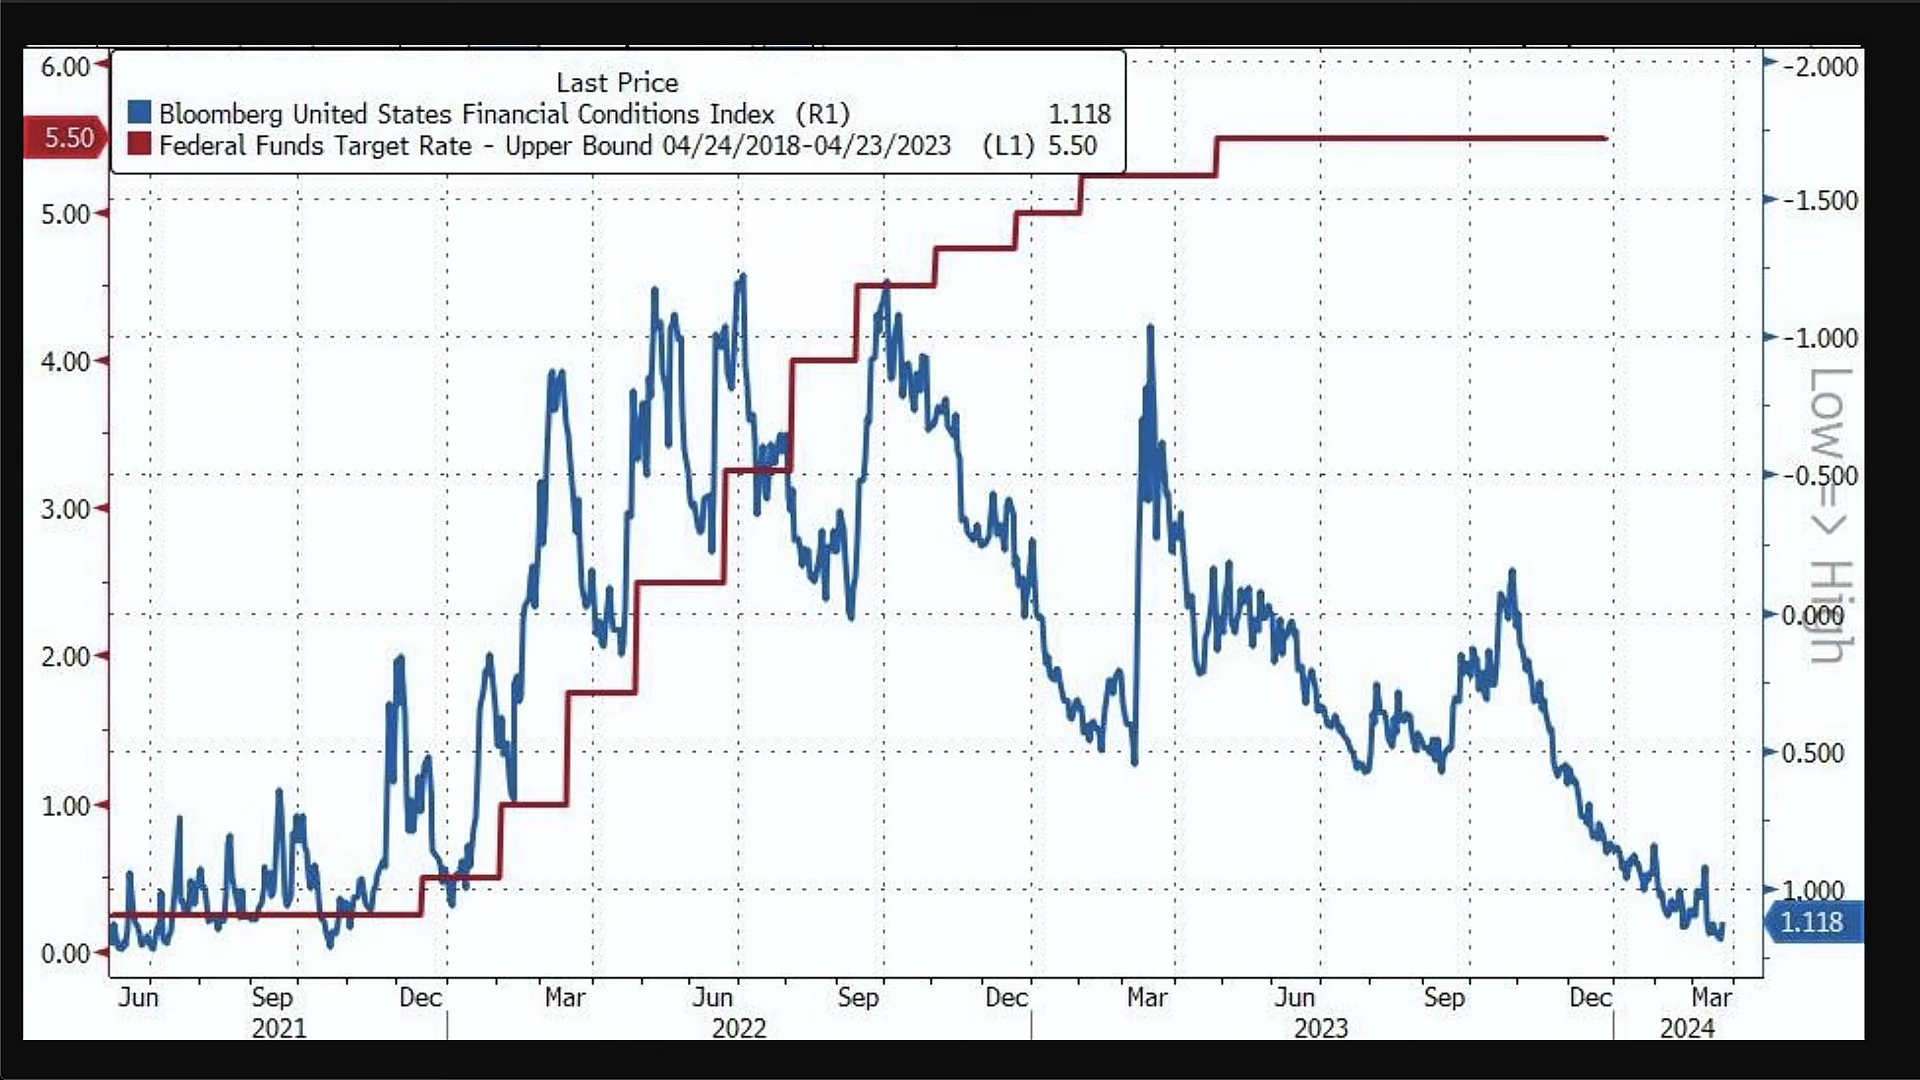 Last Price
Bloomberg United States Financial Conditions Index (R1) 1.118
Federal Funds Target Rate - Upper Bound 04/24/2018-04/23/2023 (L1) 5.50
6.00
5.50
5.00
4.00
3.00
2.00
1.00
0.00
-2.000
-1.500
-1.000
-0.500
0.000
0.500
1.000
1.118
Low => High
Jun Sep Dec Mar Jun Sep Dec Mar Jun Sep Dec Mar
2021 2022 2023 2024